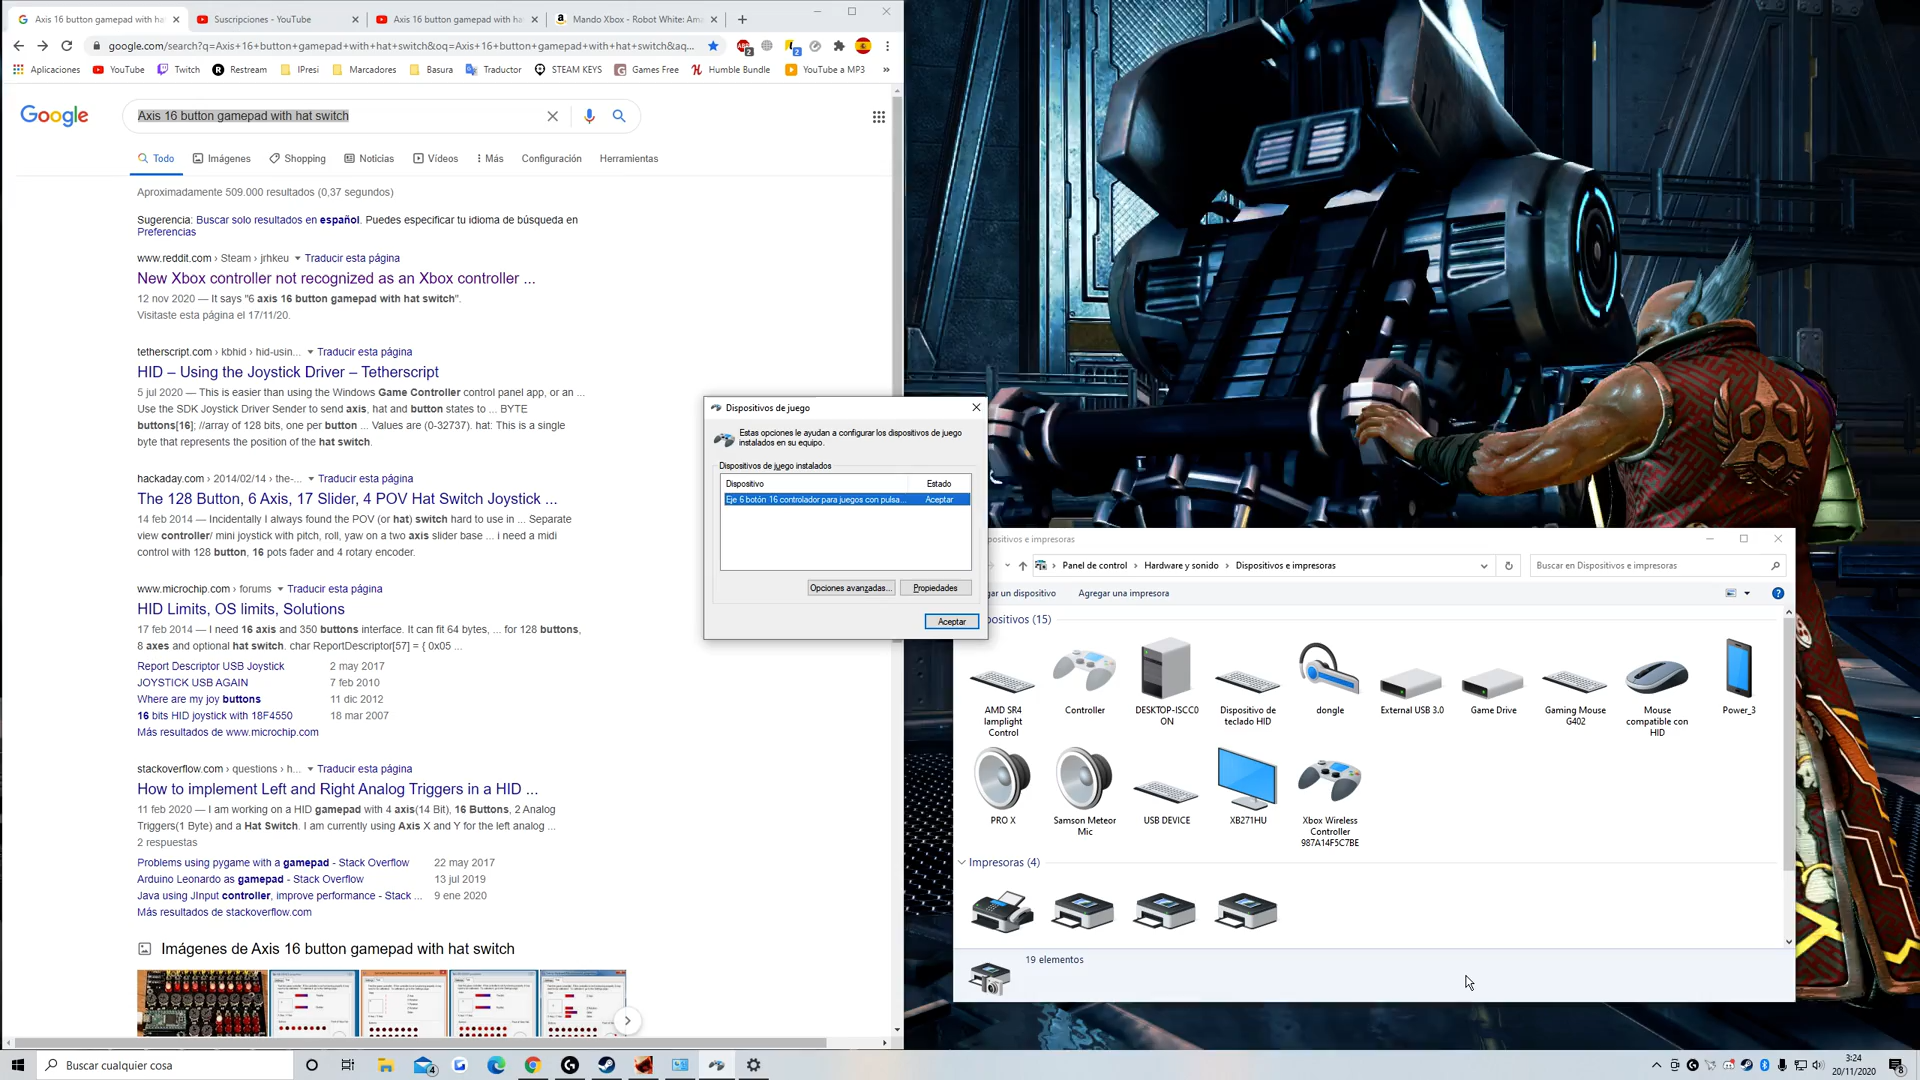 Axis 16 button gamepad with ha
Suscripciones - YouTube
Axis 16 button gamepad with ha
Mando Xbox - Robot White: Am
google.com/search?q=Axis+16+button+gamepad+with+hat+switch&oq=Axis+16+button+gamepad+with+hat+switch&aq...
Aplicaciones
YouTube
Twitch
Restream
IPresi
Marcadores
Basura
Traductor
STEAM KEYS
Games Free
Humble Bundle
YouTube a MP3
»
Google
Axis 16 button gamepad with hat switch
Todo
Imágenes
Shopping
Noticias
Vídeos
Más
Configuración
Herramientas
Aproximadamente 509.000 resultados (0,37 segundos)
Sugerencia: Buscar solo resultados en español. Puedes especificar tu idioma de búsqueda en
Preferencias
www.reddit.com › Steam › jrhkeu ▾ Traducir esta página
New Xbox controller not recognized as an Xbox controller ...
12 nov 2020 — It says "6 axis 16 button gamepad with hat switch".
Visitaste esta página el 17/11/20.
tetherscript.com › kbhid › hid-usin... ▾ Traducir esta página
HID – Using the Joystick Driver – Tetherscript
5 jul 2020 — This is easier than using the Windows Game Controller control panel app, or an ...
Use the SDK Joystick Driver Sender to send axis, hat and button states to ... BYTE
buttons[16]; //array of 128 bits, one per button ... Values are (0-32737). hat: This is a single
byte that represents the position of the hat switch.
hackaday.com › 2014/02/14 › the-... ▾ Traducir esta página
The 128 Button, 6 Axis, 17 Slider, 4 POV Hat Switch Joystick ...
14 feb 2014 — Incidentally I always found the POV (or hat) switch hard to use in ... Separate
view controller/ mini joystick with pitch, roll, yaw on a two axis slider base ... i need a midi
control with 128 button, 16 pots fader and 4 rotary encoder.
www.microchip.com › forums ▾ Traducir esta página
HID Limits, OS limits, Solutions
17 feb 2014 — I need 16 axis and 350 buttons interface. It can fit 64 bytes, ... for 128 buttons,
8 axes and optional hat switch. char ReportDescriptor[57] = { 0x05 ...
Report Descriptor USB Joystick 2 may 2017
JOYSTICK USB AGAIN 7 feb 2010
Where are my joy buttons 11 dic 2012
16 bits HID joystick with 18F4550 18 mar 2007
Más resultados de www.microchip.com
stackoverflow.com › questions › h... ▾ Traducir esta página
How to implement Left and Right Analog Triggers in a HID ...
11 feb 2020 — I am working on a HID gamepad with 4 axis(14 Bit), 16 Buttons, 2 Analog
Triggers(1 Byte) and a Hat Switch. I am currently using Axis X and Y for the left analog ...
2 respuestas
Problems using pygame with a gamepad - Stack Overflow 22 may 2017
Arduino Leonardo as gamepad - Stack Overflow 13 jul 2019
Java using JInput controller, improve performance - Stack ... 9 ene 2020
Más resultados de stackoverflow.com
Imágenes de Axis 16 button gamepad with hat switch
Dispositivos de juego
Estas opciones le ayudan a configurar los dispositivos de juego
instalados en su equipo.
Dispositivos de juego instalados
Dispositivo Estado
Eje 6 botón 16 controlador para juegos con pulsa... Aceptar
Opciones avanzadas...
Propiedades
Aceptar
positivos e impresoras
Panel de control › Hardware y sonido › Dispositivos e impresoras
Buscar en Dispositivos e impresoras
gar un dispositivo
Agregar una impresora
positivos (15)
AMD SR4
lamplight
Control
Controller
DESKTOP-ISCC0
ON
Dispositivo de
teclado HID
dongle
External USB 3.0
Game Drive
Gaming Mouse
G402
Mouse
compatible con
HID
Power_3
PRO X
Samson Meteor
Mic
USB DEVICE
XB271HU
Xbox Wireless
Controller
987A14F5C7BE
Impresoras (4)
19 elementos
Buscar cualquier cosa
4
3:24
20/11/2020
8